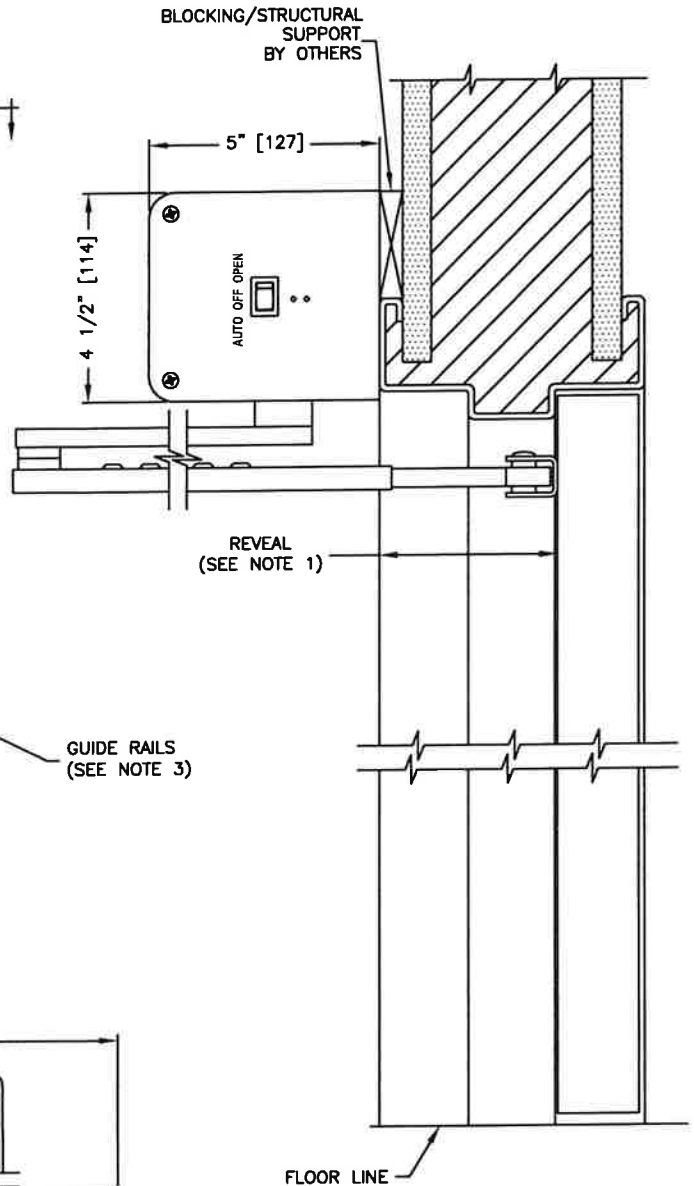 BLOCKING/STRUCTURAL
SUPPORT
BY OTHERS
5" [127]
4 1/2" [114]
AUTO OFF OPEN
REVEAL
(SEE NOTE 1)
GUIDE RAILS
(SEE NOTE 3)
FLOOR LINE